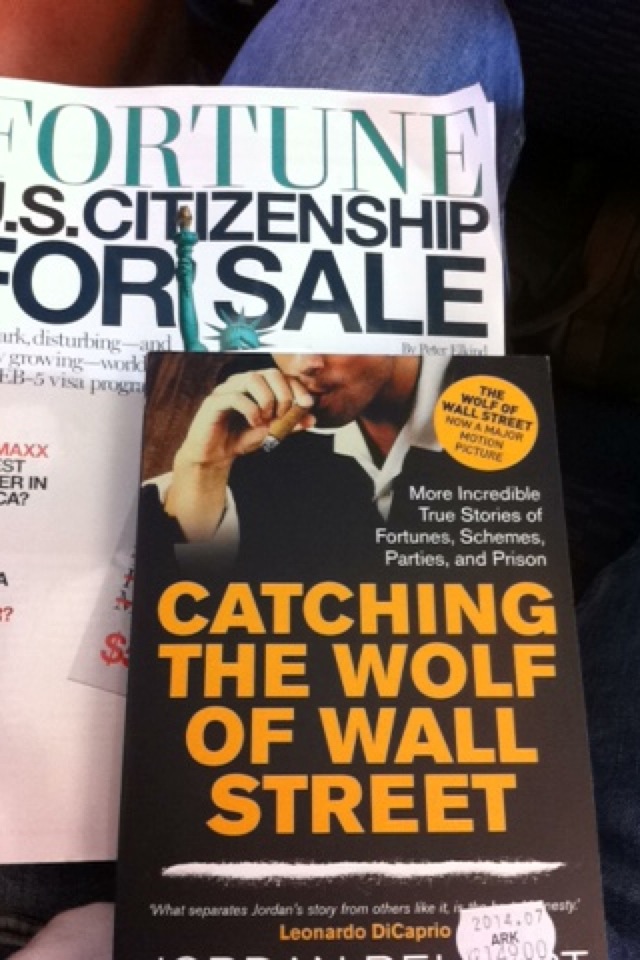 FORTUNE
U.S.CITIZENSHIP
FOR SALE
ark, disturbing—and
y growing—world
EB-5 visa progra
By Peter Elkind
MAXX
EST
ER IN
CA?
A
?
$
THE
WOLF OF
WALL STREET
NOW A MAJOR
MOTION
PICTURE
More Incredible
True Stories of
Fortunes, Schemes,
Parties, and Prison
CATCHING
THE WOLF
OF WALL
STREET
'What separates Jordan's story from others like it, is the
Leonardo DiCaprio
2014.07
ARK
JORDAN